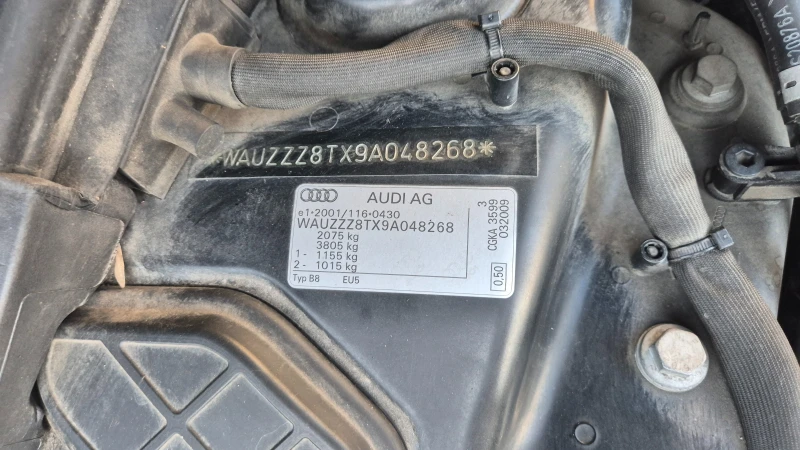 *WAUZZZ8TX9A048268*
AUDI AG
e1*2001/116*0430
WAUZZZ8TX9A048268
2075 kg
3805 kg
1- 1155 kg
2- 1015 kg
Typ B8 EU5
3
CGKA 3599
032009
0,50